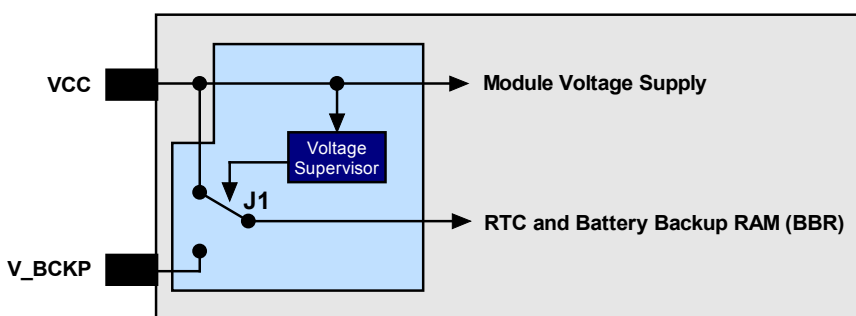 VCC
Module Voltage Supply
Voltage
Supervisor
J1
RTC and Battery Backup RAM (BBR)
V_BCKP